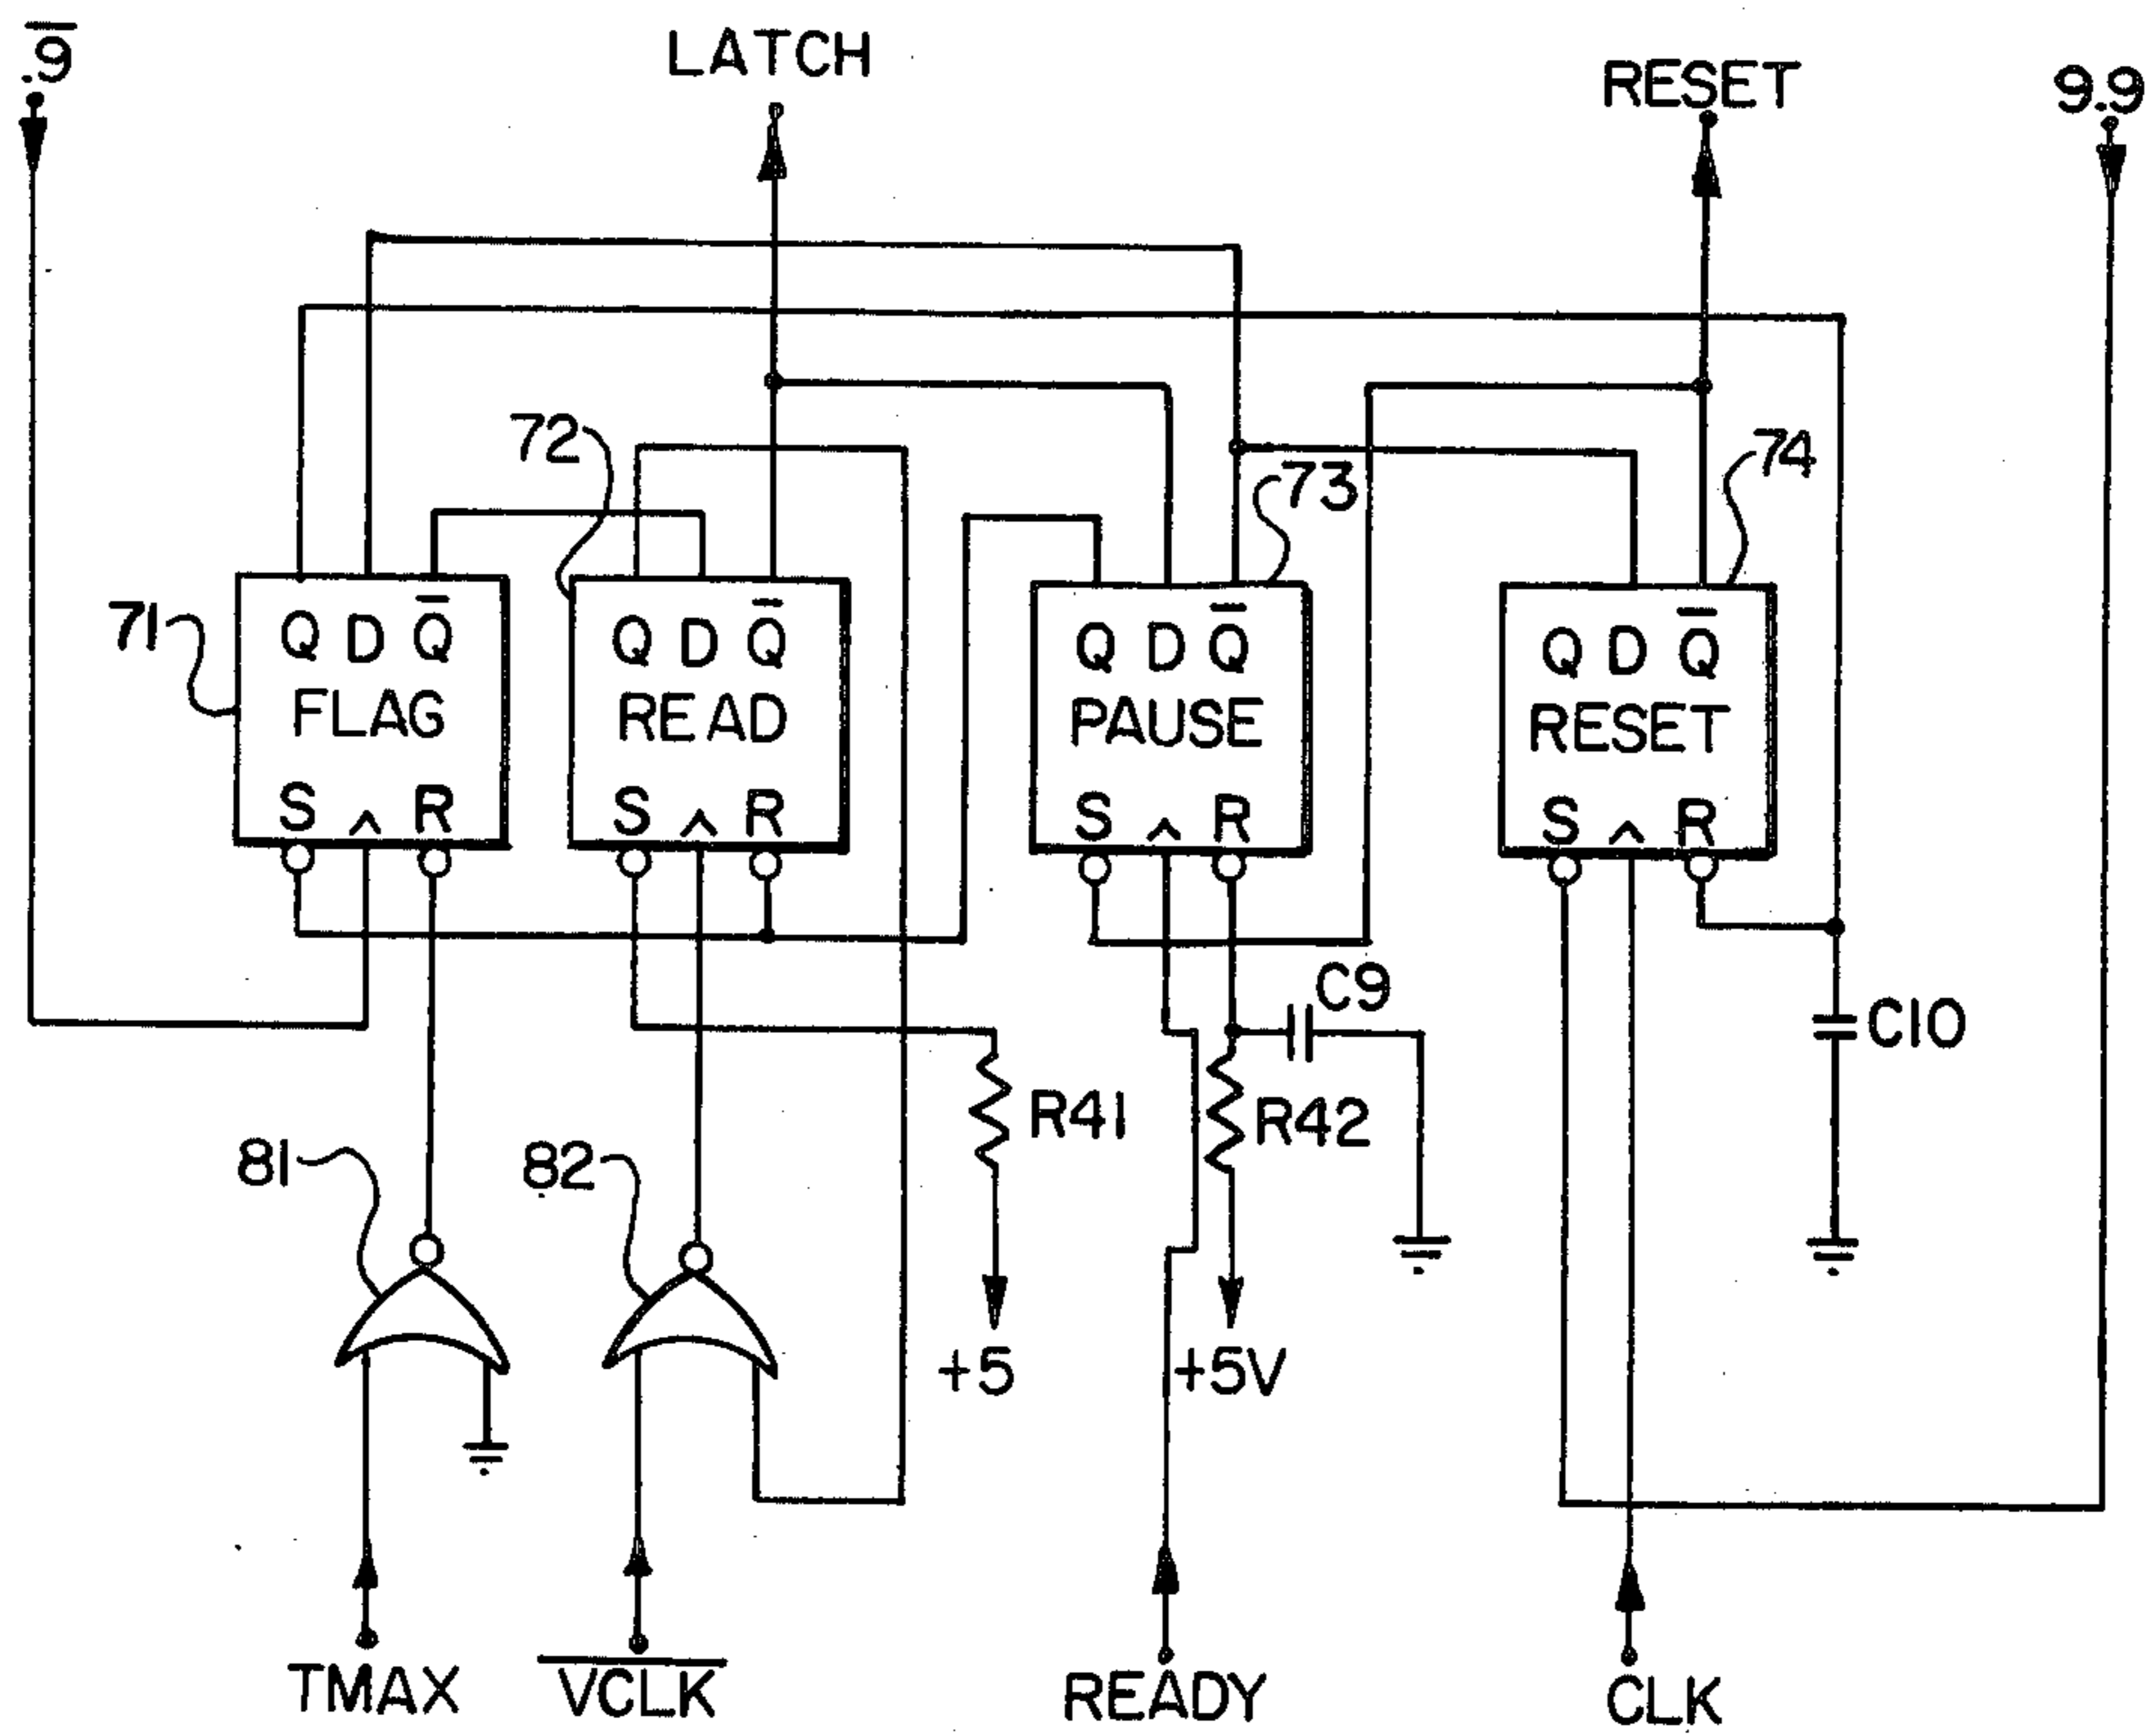 .9̅
LATCH
RESET
9.9
72
73
74
71
Q D Q̅
FLAG
S ^ R
Q D Q̅
READ
S ^ R
Q D Q̅
PAUSE
S ^ R
Q D Q̅
RESET
S ^ R
C9
C10
R41
R42
81
82
+5
+5V
TMAX
V̅C̅L̅K̅
READY
CLK